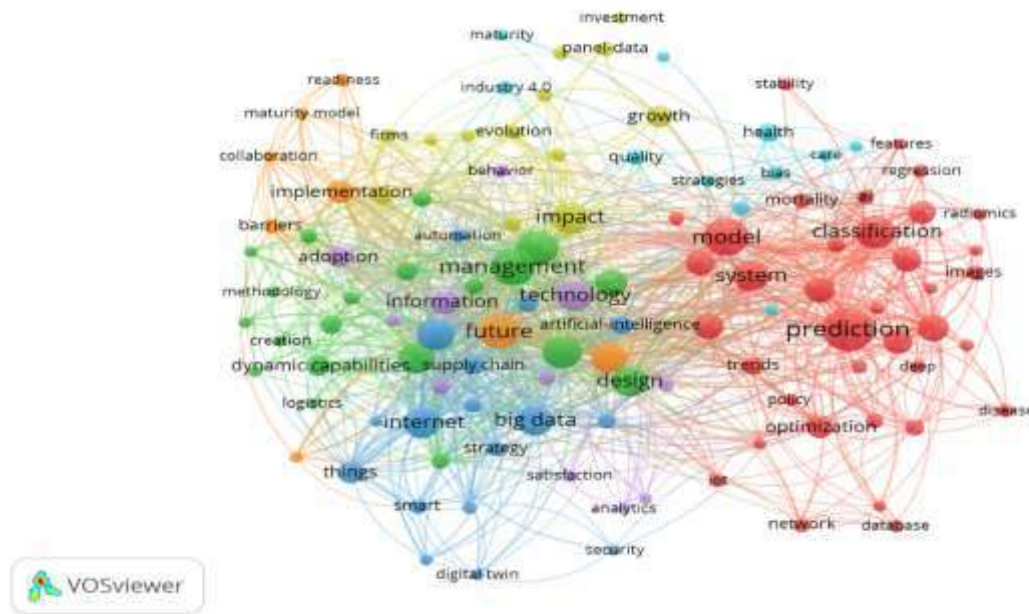 investment
maturity
panel-data
readiness
industry 4.0
stability
maturity model
growth
firms
evolution
health
features
collaboration
behavior
quality
care
regression
implementation
strategies
bias
mortality
radiomics
barriers
impact
automation
model
classification
adoption
management
system
images
methodology
information
technology
future
artificial-intelligence
prediction
creation
dynamic capabilities
supply chain
design
trends
deep
logistics
policy
disease
internet
big data
optimization
strategy
things
satisfaction
iot
smart
analytics
network
database
security
digital twin
VOSviewer